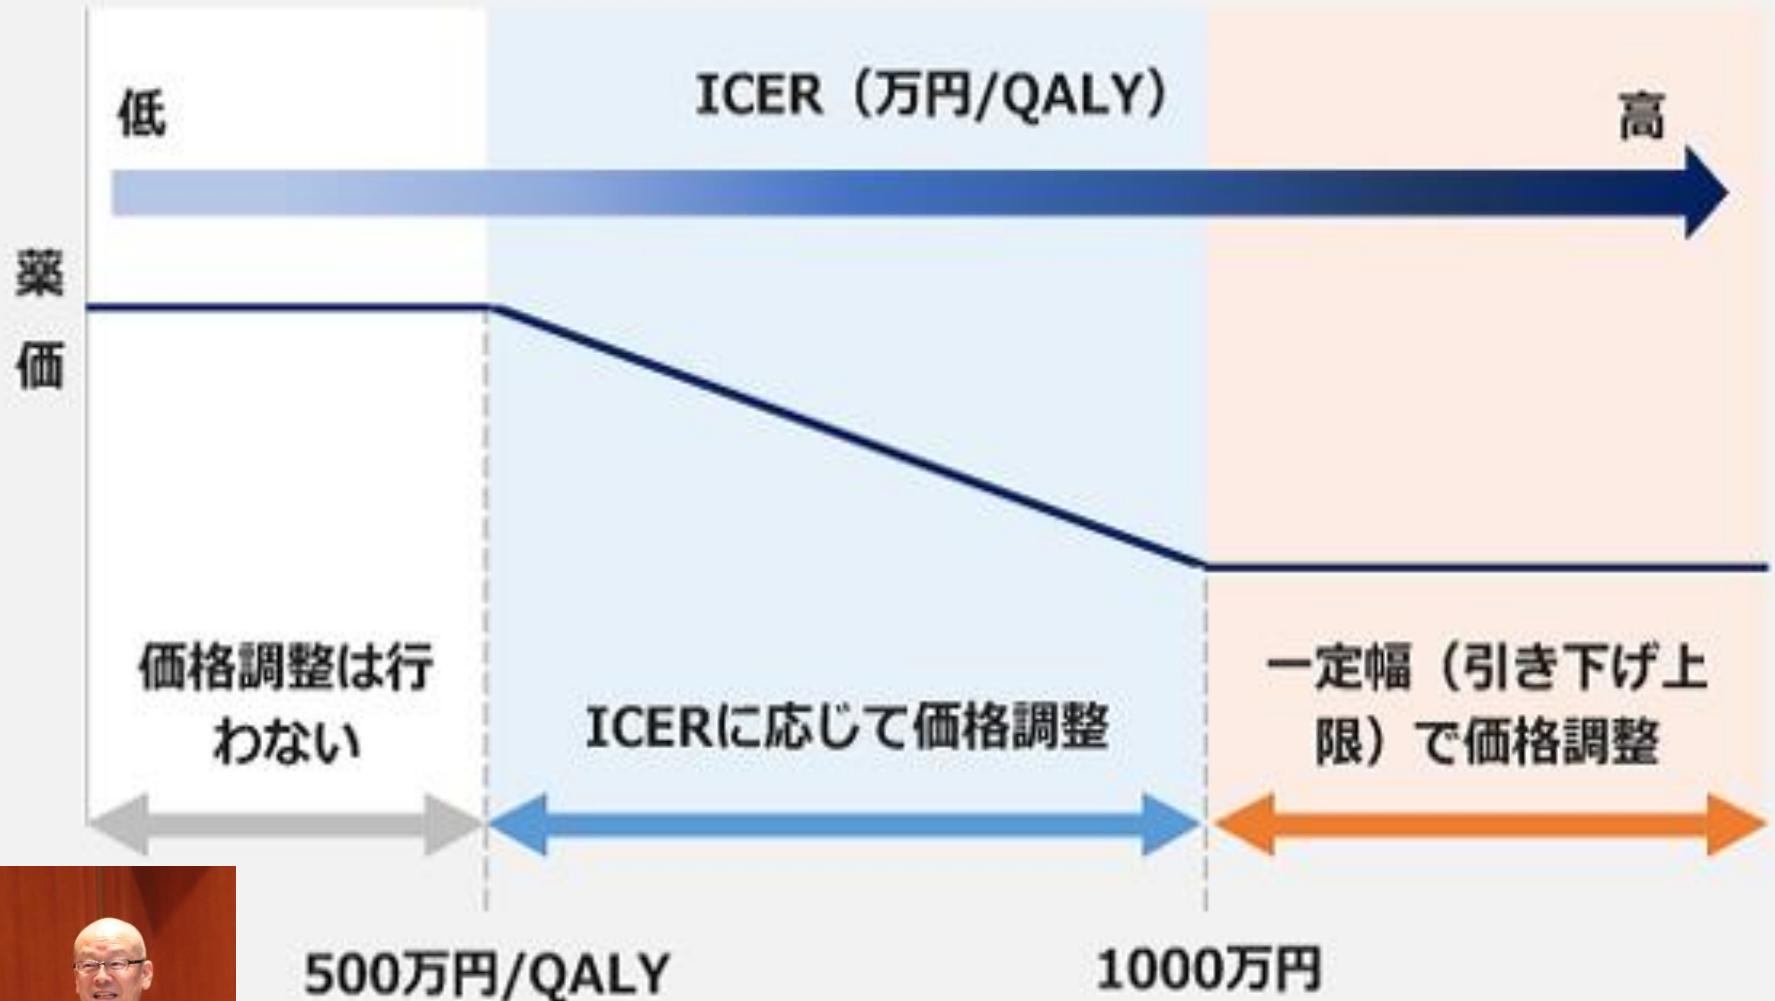 ICER（万円/QALY）
低
高
薬
価
価格調整は行
わない
ICERに応じて価格調整
一定幅（引き下げ上
限）で価格調整
500万円/QALY
1000万円